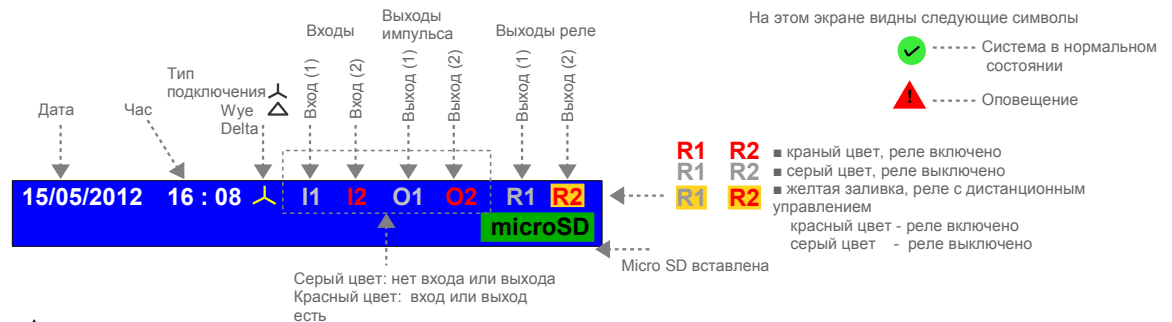 На этом экране видны следующие символы
Система в нормальном
состоянии
Оповещение
Входы
Выходы
импульса
Выходы реле
Дата
Час
Тип
подключения
Wye
Delta
Вход (1)
Вход (2)
Выход (1)
Выход (2)
Выход (1)
Выход (2)
15/05/2012 16 : 08 I1 I2 O1 O2 R1 R2
microSD
R1 R2 ■ краный цвет, реле включено
R1 R2 ■ серый цвет, реле выключено
R1 R2 ■ желтая заливка, реле с дистанционным
управлением
красный цвет - реле включено
серый цвет - реле выключено
Micro SD вставлена
Серый цвет: нет входа или выхода
Красный цвет: вход или выход
есть